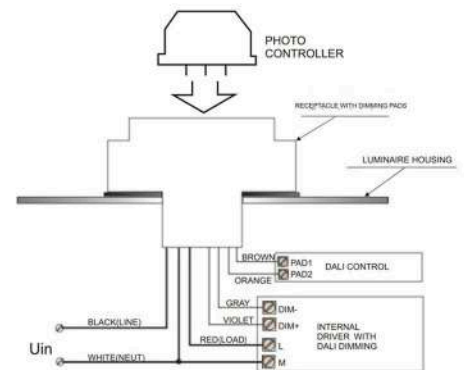 PHOTO
CONTROLLER
RECEPTACLE WITH DIMMING PADS
LUMINAIRE HOUSING
BROWN
PAD1
DALI CONTROL
ORANGE
PAD2
GRAY
DIM-
VIOLET
DIM+
INTERNAL
DRIVER WITH
DALI DIMMING
BLACK(LINE)
RED(LOAD)
L
Uin
WHITE(NEUT)
M